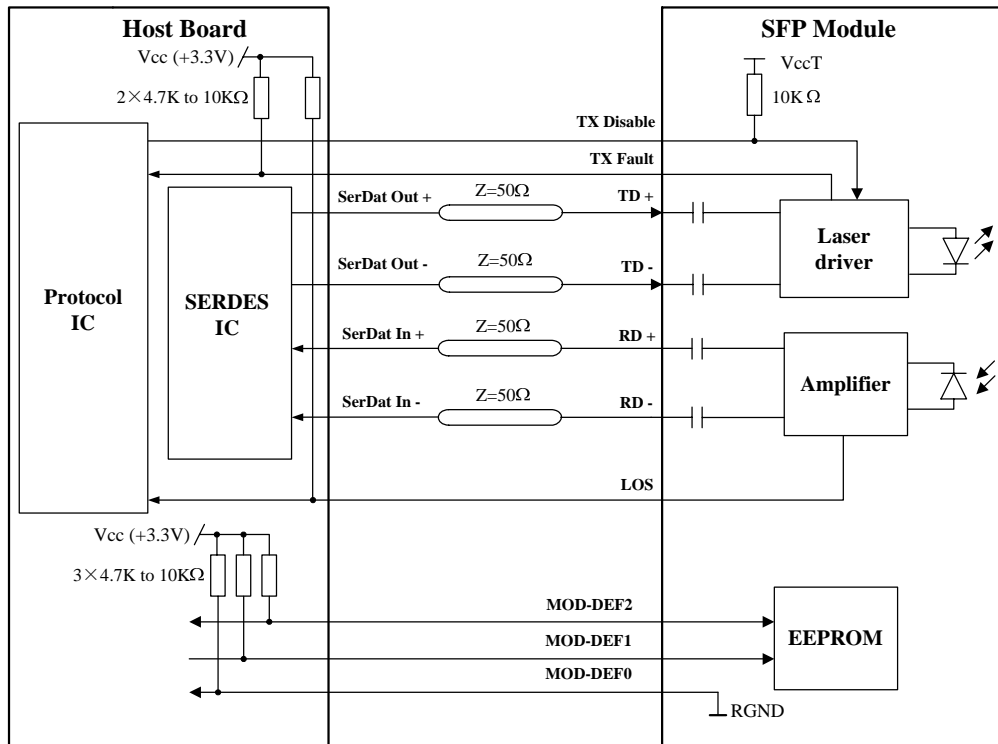 Host Board
SFP Module
Vcc (+3.3V)
VccT
2×4.7K to 10KΩ
10K Ω
TX Disable
TX Fault
SerDat Out +
Z=50Ω
TD +
SerDat Out -
Z=50Ω
TD -
Laser
driver
Protocol
IC
SERDES
IC
SerDat In +
Z=50Ω
RD +
SerDat In -
Z=50Ω
RD -
Amplifier
LOS
Vcc (+3.3V)
3×4.7K to 10KΩ
MOD-DEF2
MOD-DEF1
MOD-DEF0
EEPROM
RGND